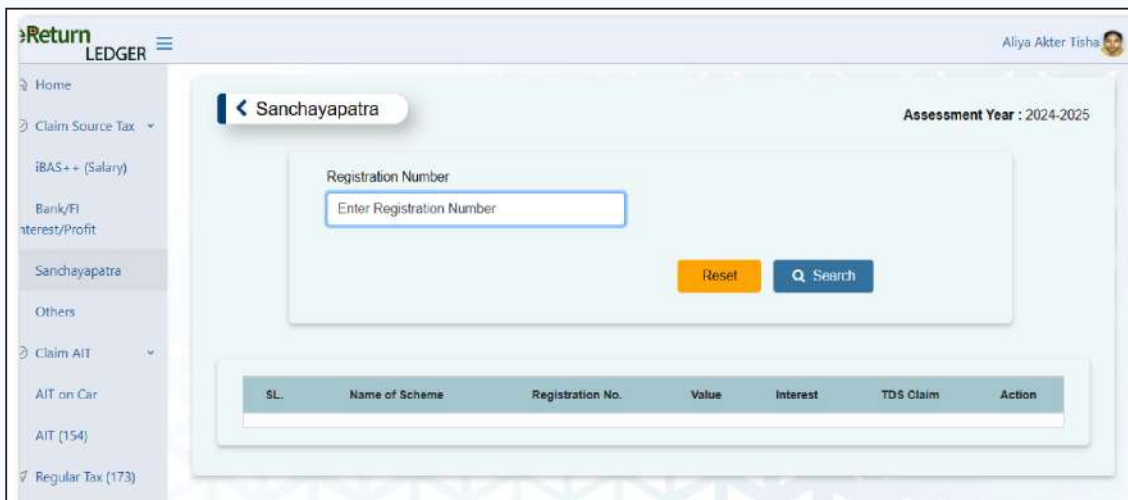 eReturn
LEDGER
Aliya Akter Tisha
Home
Claim Source Tax
iBAS++ (Salary)
Bank/FI
nterest/Profit
Sanchayapatra
Others
Claim AIT
AIT on Car
AIT (154)
Regular Tax (173)
Sanchayapatra
Assessment Year : 2024-2025
Registration Number
Enter Registration Number
Reset
Search
SL. Name of Scheme Registration No. Value Interest TDS Claim Action